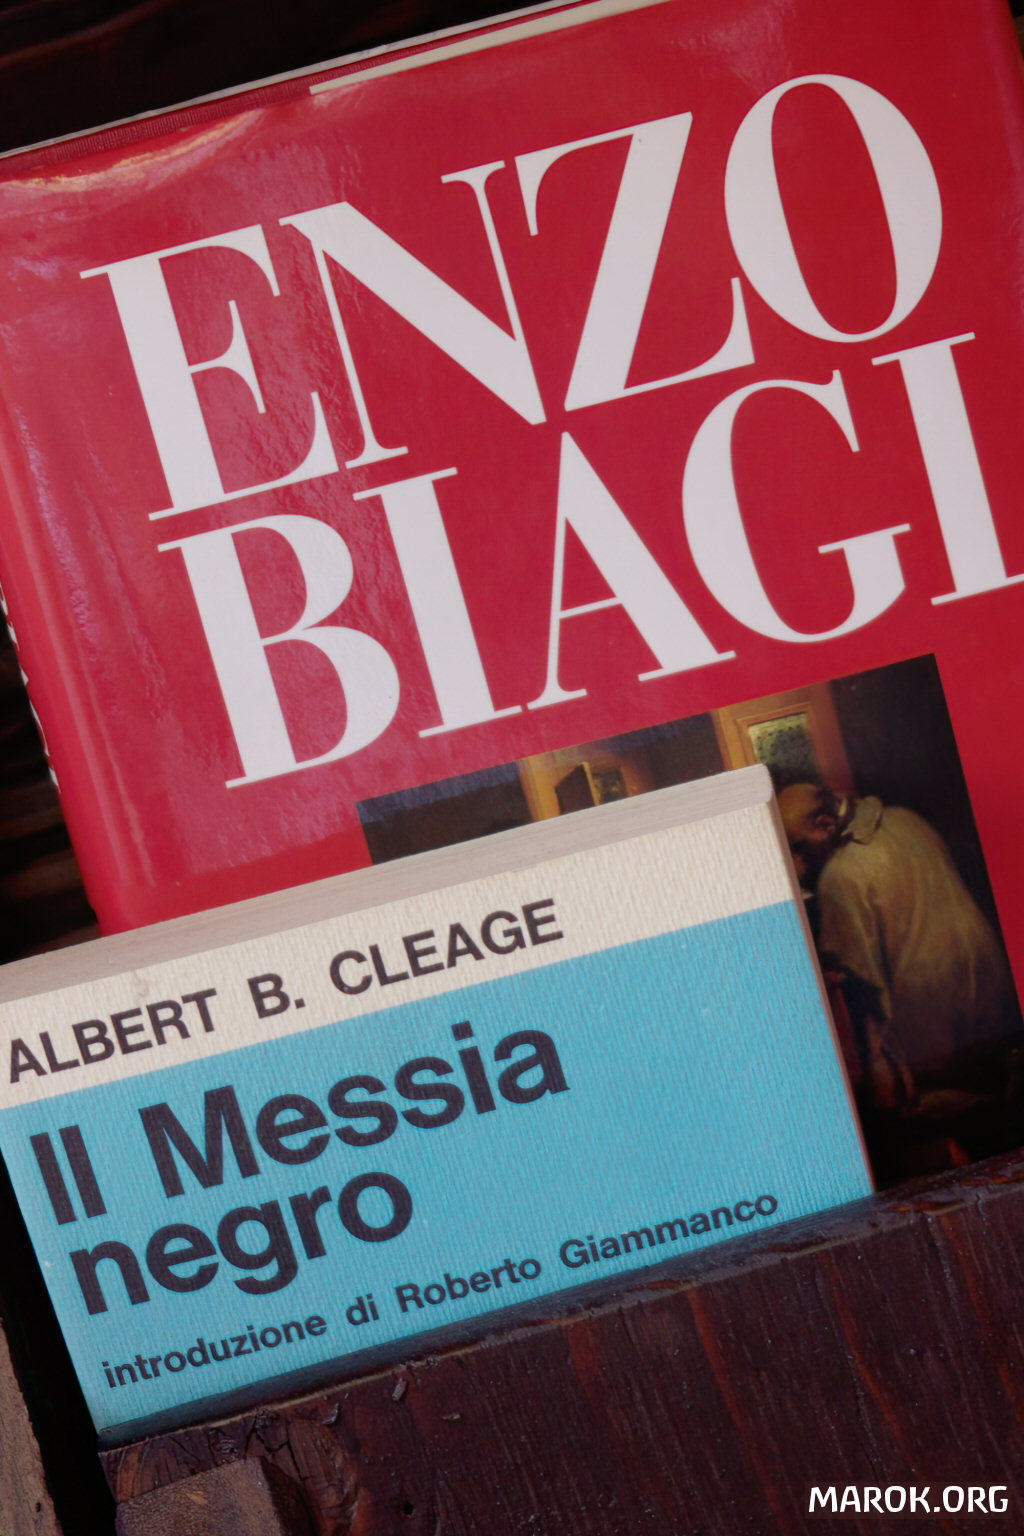 ENZO
BIAGI
ALBERT B. CLEAGE
Il Messia
negro
introduzione di Roberto Giammanco
MAROK.ORG